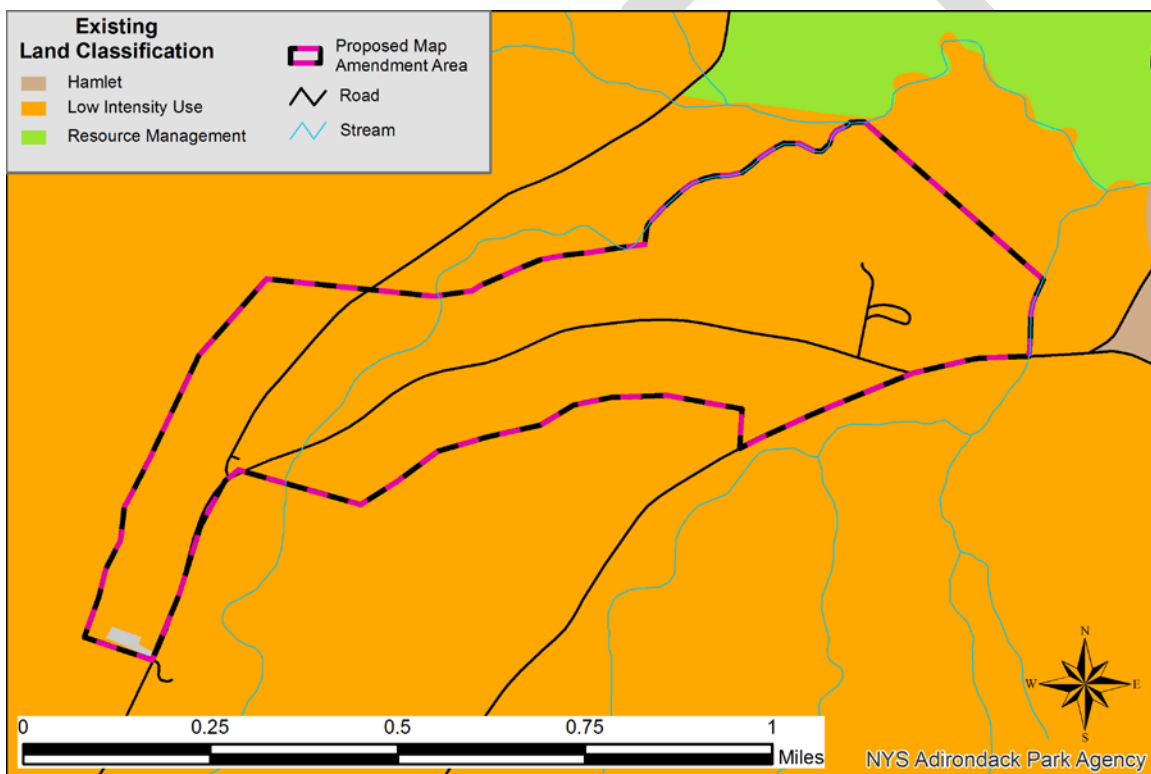 Existing
Land Classification
Hamlet
Low Intensity Use
Resource Management
Proposed Map
Amendment Area
Road
Stream
N
W
E
S
0 0.25 0.5 0.75 1
Miles
NYS Adirondack Park Agency